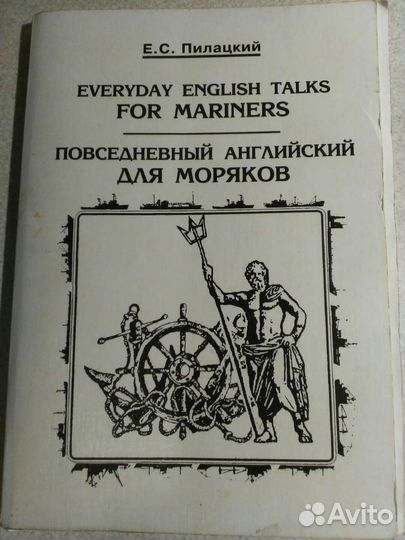 Е.С. Пилацкий
EVERYDAY ENGLISH TALKS
FOR MARINERS
ПОВСЕДНЕВНЫЙ АНГЛИЙСКИЙ
ДЛЯ МОРЯКОВ
Avito